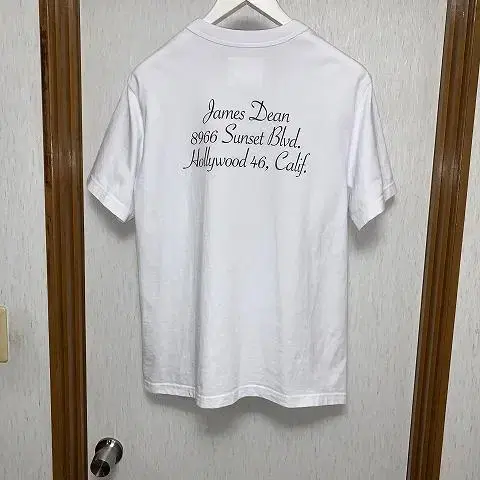 James Dean
8966 Sunset Blvd.
Hollywood 46, Calif.